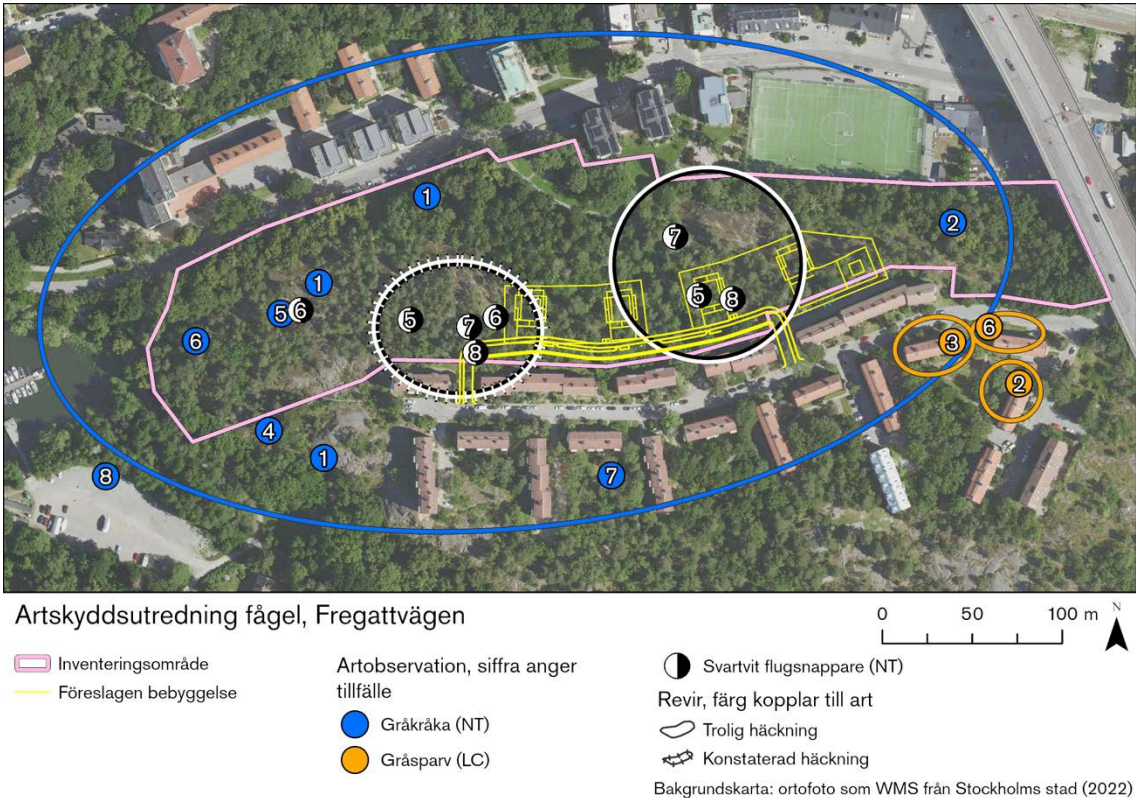 1
2
7
1
5
6
5
8
6
5
7
6
8
6
3
2
4
1
8
7
Artskyddsutredning fågel, Fregattvägen
0 50 100 m N
Inventeringsområde
Föreslagen bebyggelse
Artobservation, siffra anger
tillfälle
Gråkråka (NT)
Gråsparv (LC)
Svartvit flugsnappare (NT)
Revir, färg kopplar till art
Trolig häckning
Konstaterad häckning
Bakgrundskarta: ortofoto som WMS från Stockholms stad (2022)